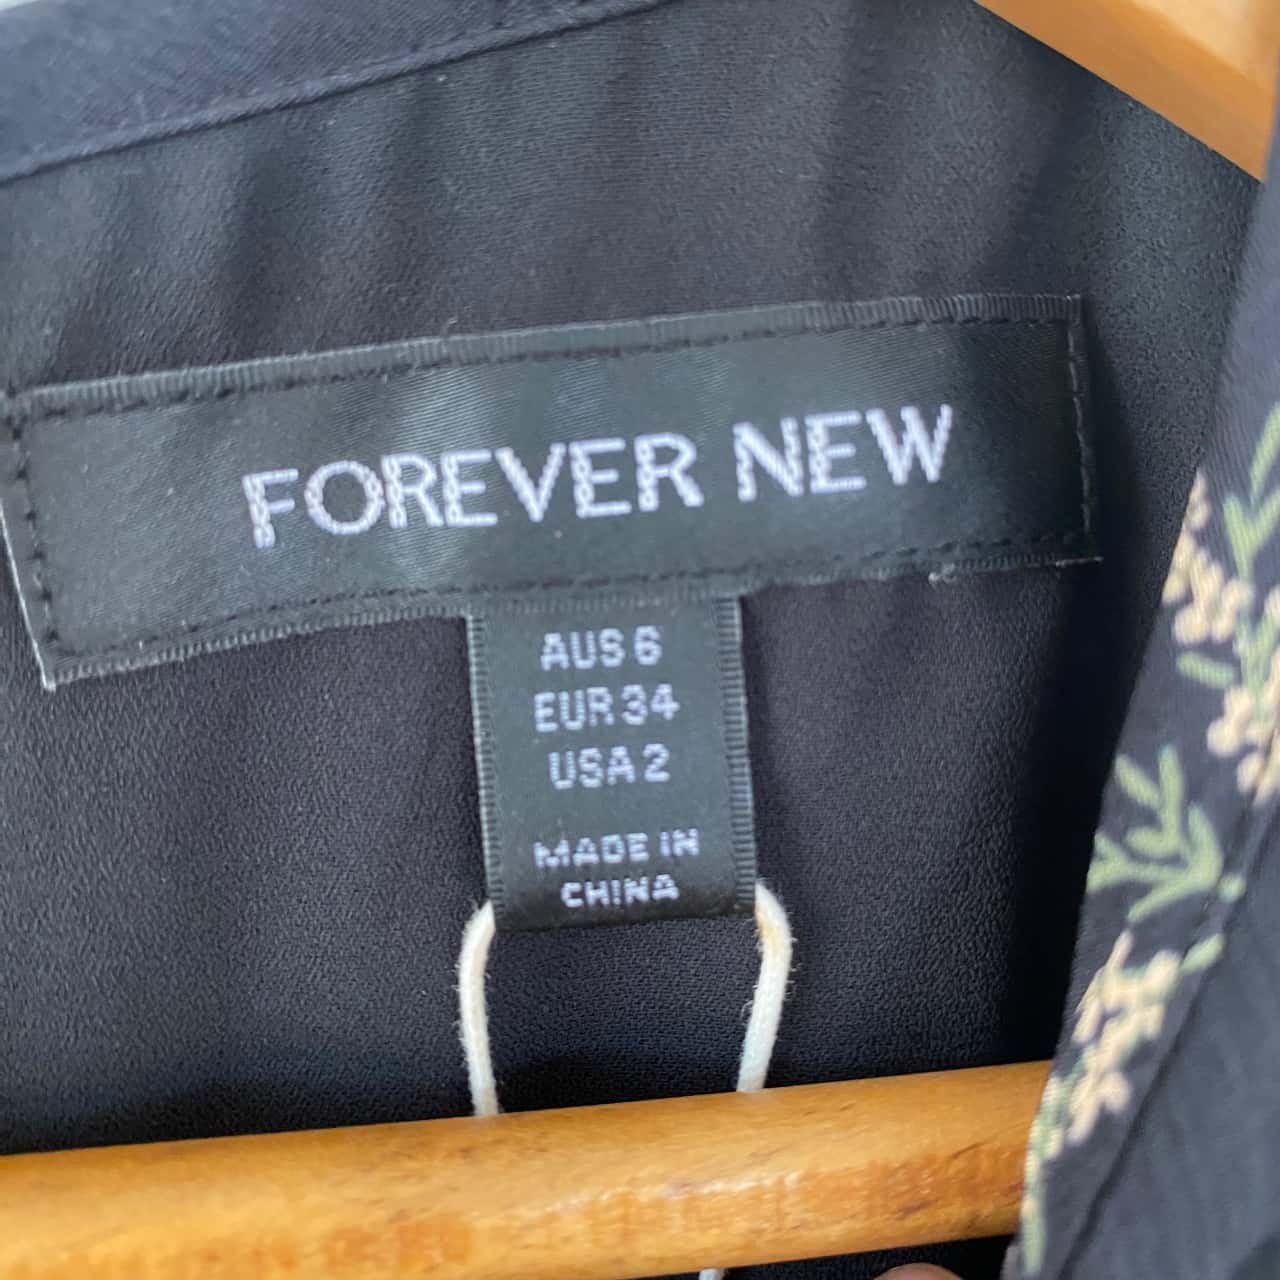 FOREVER NEW
AUS 6
EUR 34
USA 2
MADE IN
CHINA